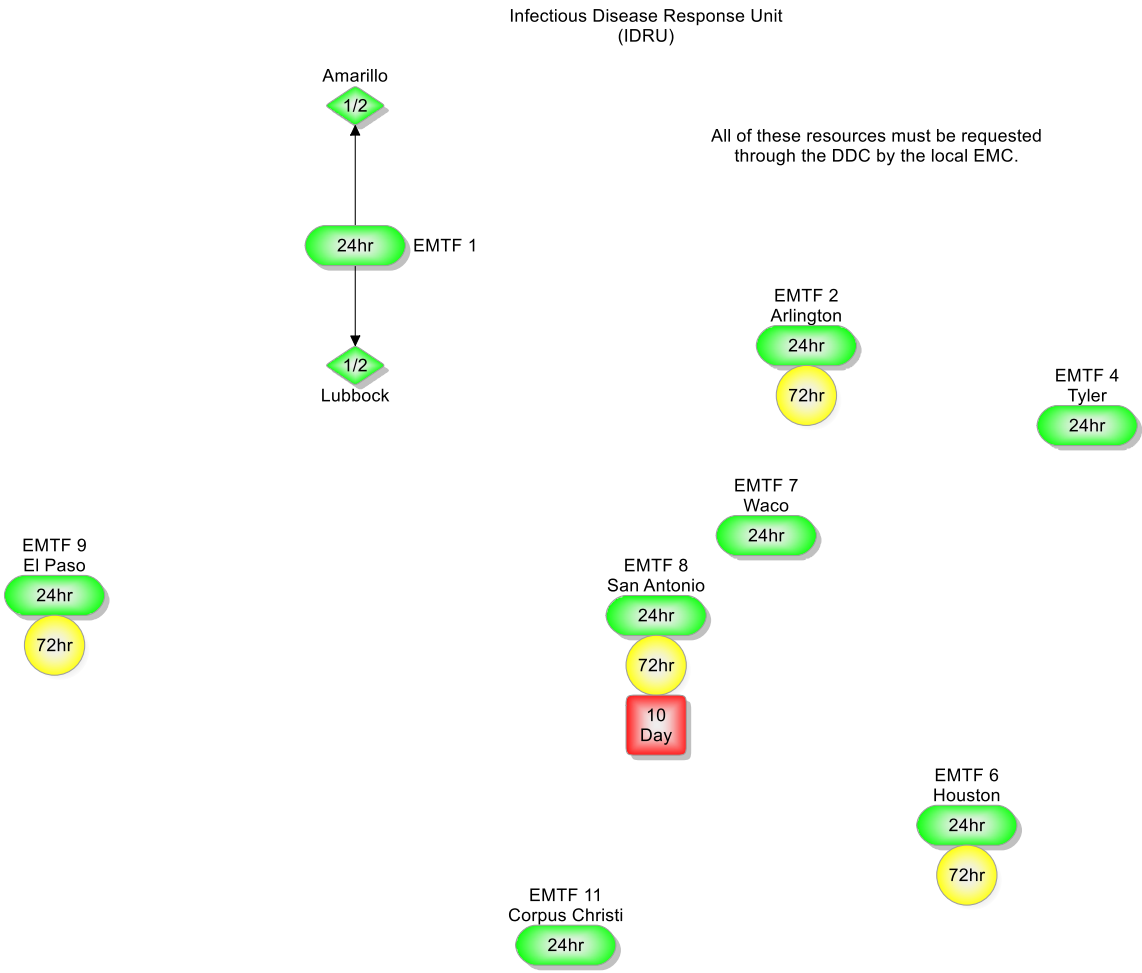 Infectious Disease Response Unit
(IDRU)
Amarillo
1/2
All of these resources must be requested
through the DDC by the local EMC.
24hr
EMTF 1
1/2
Lubbock
EMTF 2
Arlington
24hr
72hr
EMTF 4
Tyler
24hr
EMTF 7
Waco
24hr
EMTF 9
El Paso
24hr
72hr
EMTF 8
San Antonio
24hr
72hr
10
Day
EMTF 6
Houston
24hr
72hr
EMTF 11
Corpus Christi
24hr